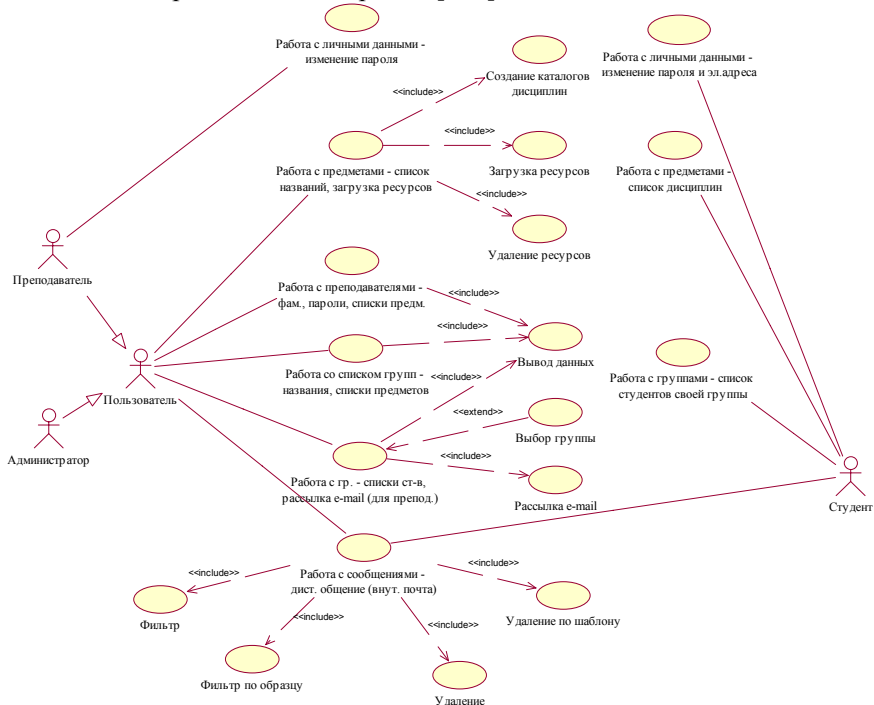 Работа с личными данными -
изменение пароля
Работа с личными данными -
изменение пароля и эл.адреса
Создание каталогов
дисциплин
<<include>>
<<include>>
Работа с предметами - список
названий, загрузка ресурсов
Загрузка ресурсов
Работа с предметами -
список дисциплин
<<include>>
Удаление ресурсов
Преподаватель
Работа с преподавателями -
фам., пароли, списки предм.
<<include>>
<<include>>
Вывод данных
Работа со списком групп -
названия, списки предметов
<<include>>
Работа с группами - список
студентов своей группы
Пользователь
<<extend>>
Выбор группы
Администратор
<<include>>
Работа с гр. - списки ст-в,
рассылка e-mail (для препод.)
Рассылка e-mail
Студент
Работа с сообщениями -
дист. общение (внут. почта)
<<include>>
<<include>>
Фильтр
Удаление по шаблону
<<include>>
<<include>>
Фильтр по образцу
Удаление